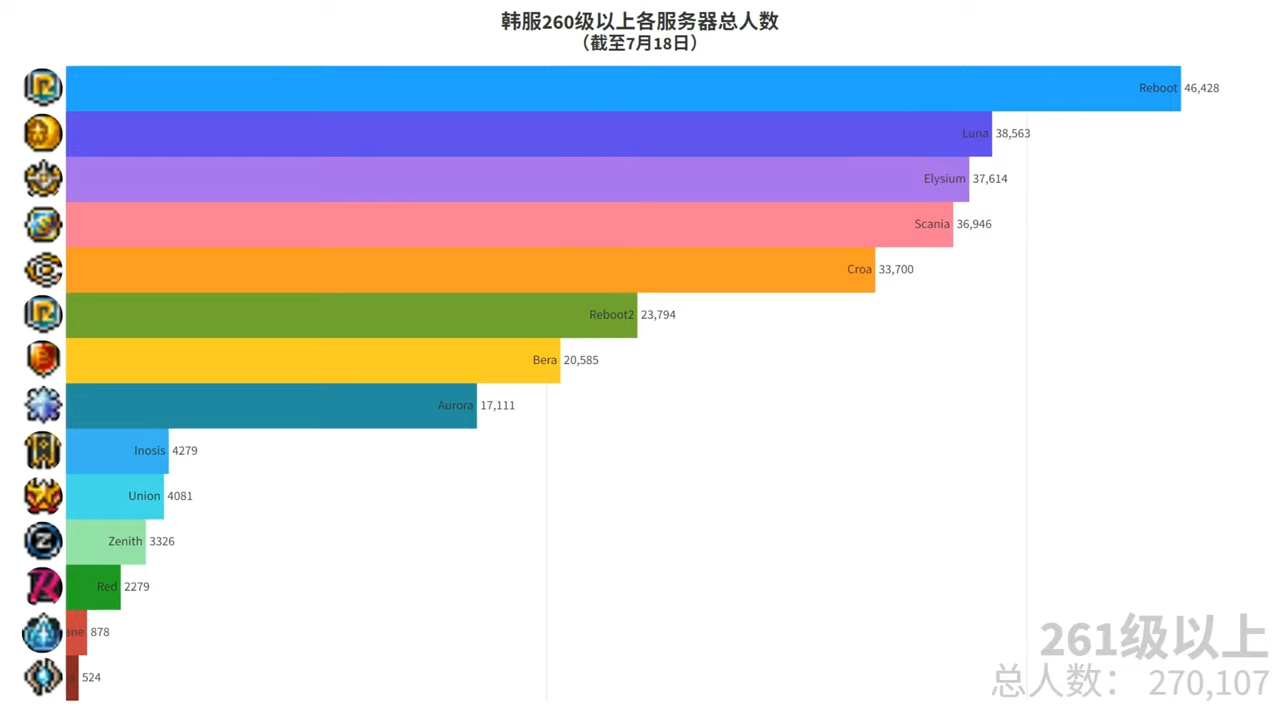 韩服260级以上各服务器总人数
（截至7月18日）
Reboot 46,428
Luna 38,563
Elysium 37,614
Scania 36,946
Croa 33,700
Reboot2 23,794
Bera 20,585
Aurora 17,111
Inosis 4279
Union 4081
Zenith 3326
Red 2279
878
524
261级以上
总人数： 270,107